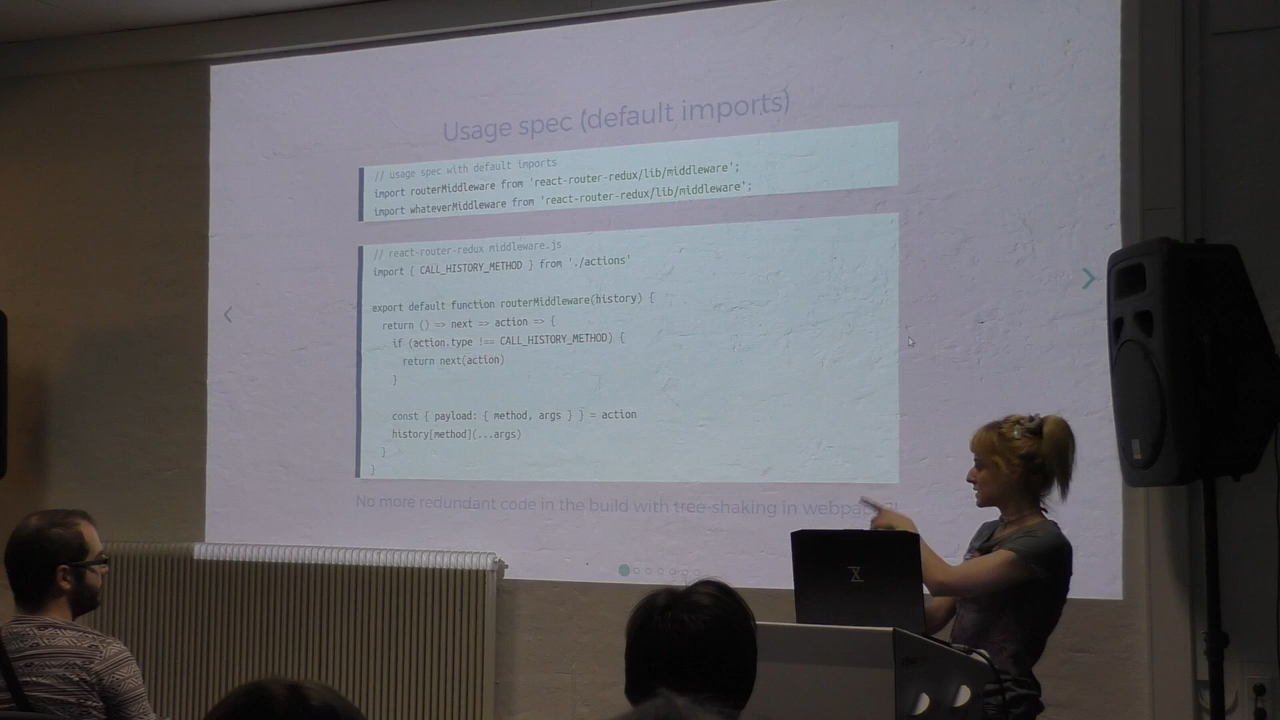 Usage spec (default imports)
// usage spec with default imports
import routerMiddleware from 'react-router-redux/lib/middleware';
import whateverMiddleware from 'react-router-redux/lib/middleware';
// react-router-redux middleware.js
import { CALL_HISTORY_METHOD } from './actions'
export default function routerMiddleware(history) {
return () => next => action => {
if (action.type !== CALL_HISTORY_METHOD) {
return next(action)
}
const { payload: { method, args } } = action
history[method](...args)
}
}
No more redundant code in the build with tree-shaking in